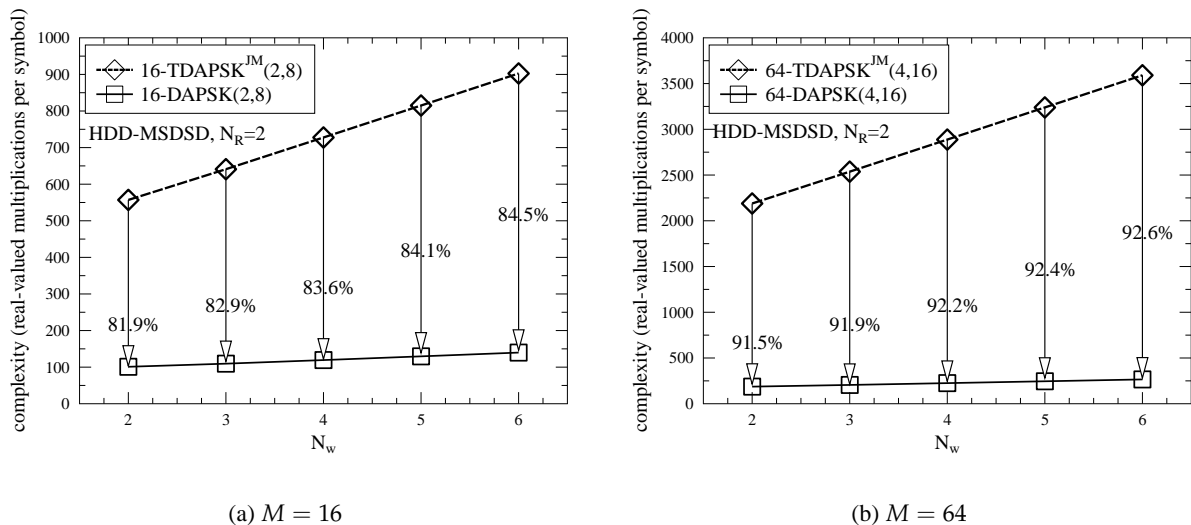 1000
900
800
700
600
500
400
300
200
100
0
complexity (real-valued multiplications per symbol)
16-TDAPSK^JM(2,8)
16-DAPSK(2,8)
HDD-MSDSD, N_R=2
81.9%
82.9%
83.6%
84.1%
84.5%
2 3 4 5 6
N_w
(a) M = 16
4000
3500
3000
2500
2000
1500
1000
500
0
complexity (real-valued multiplications per symbol)
64-TDAPSK^JM(4,16)
64-DAPSK(4,16)
HDD-MSDSD, N_R=2
91.5%
91.9%
92.2%
92.4%
92.6%
2 3 4 5 6
N_w
(b) M = 64